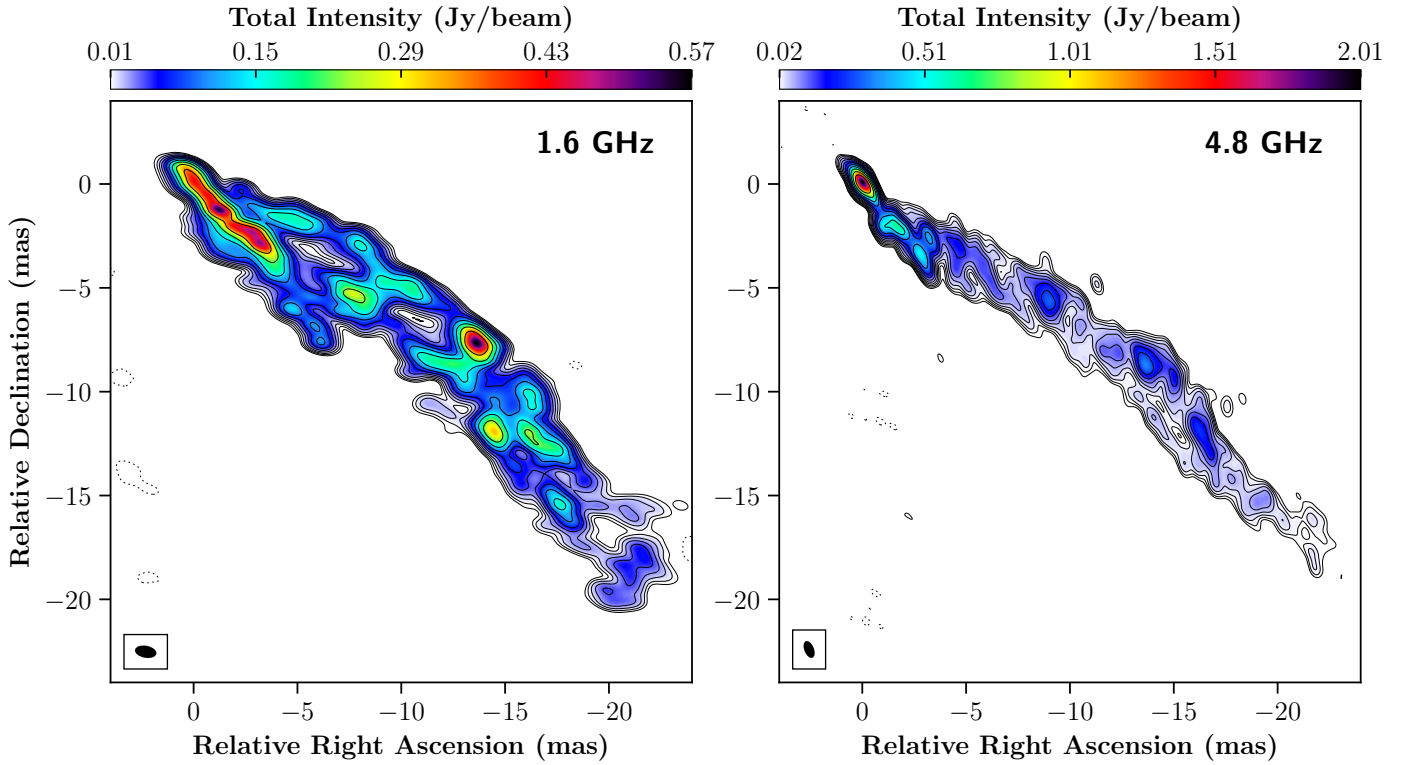 Total Intensity (Jy/beam)
0.01 0.15 0.29 0.43 0.57
1.6 GHz
0
−5
−10
−15
−20
Relative Declination (mas)
0 −5 −10 −15 −20
Relative Right Ascension (mas)
Total Intensity (Jy/beam)
0.02 0.51 1.01 1.51 2.01
4.8 GHz
0
−5
−10
−15
−20
0 −5 −10 −15 −20
Relative Right Ascension (mas)